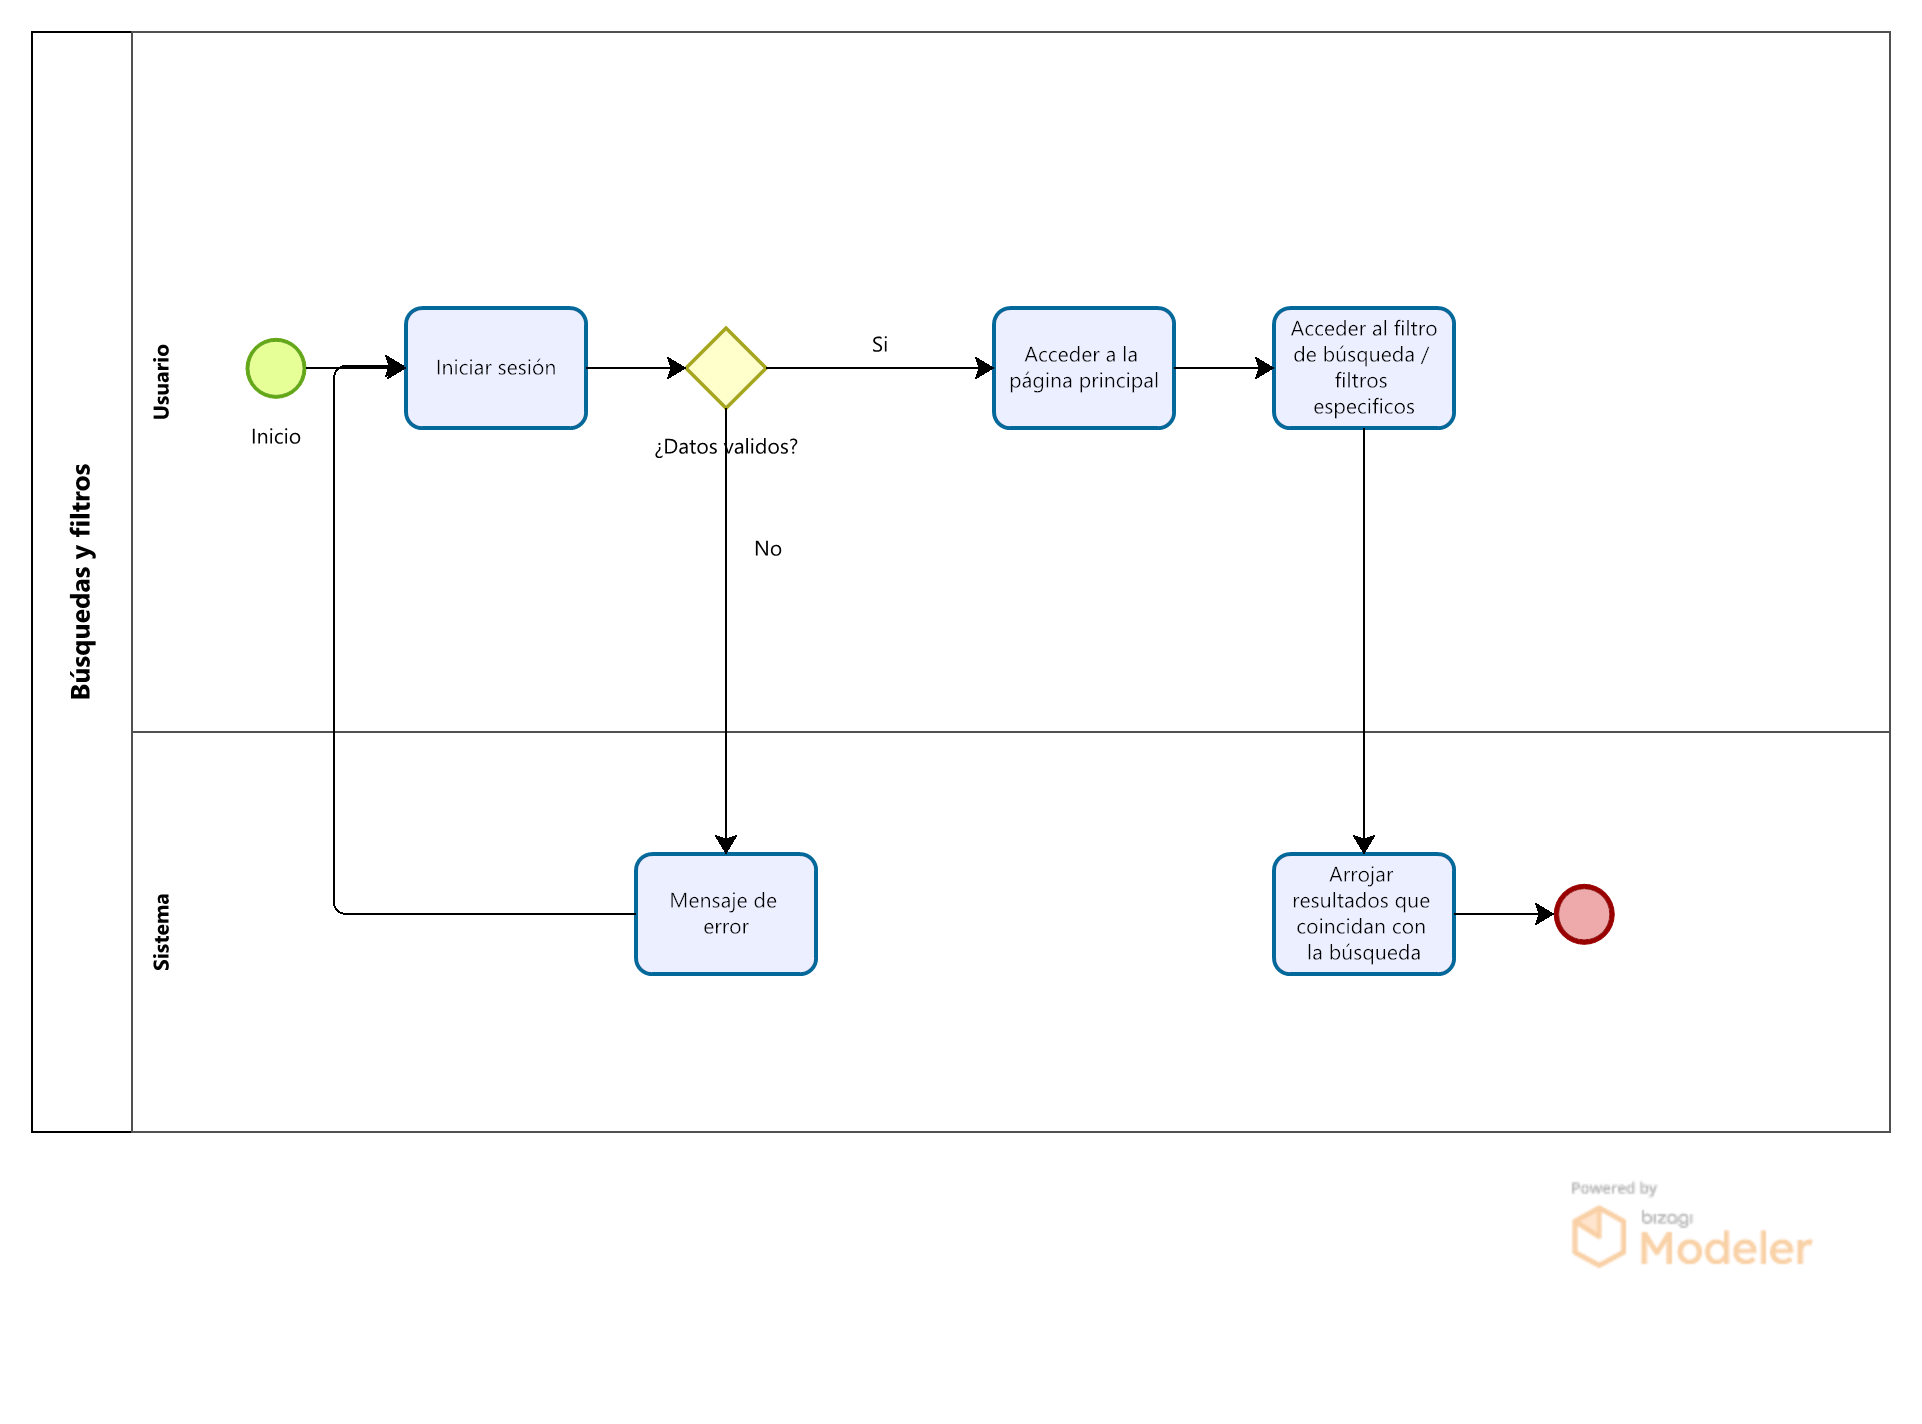 Búsquedas y filtros
Usuario
Inicio
Iniciar sesión
¿Datos validos?
Si
No
Acceder a la
página principal
Acceder al filtro
de búsqueda /
filtros
especificos
Sistema
Mensaje de
error
Arrojar
resultados que
coincidan con
la búsqueda
Powered by
bizagi
Modeler